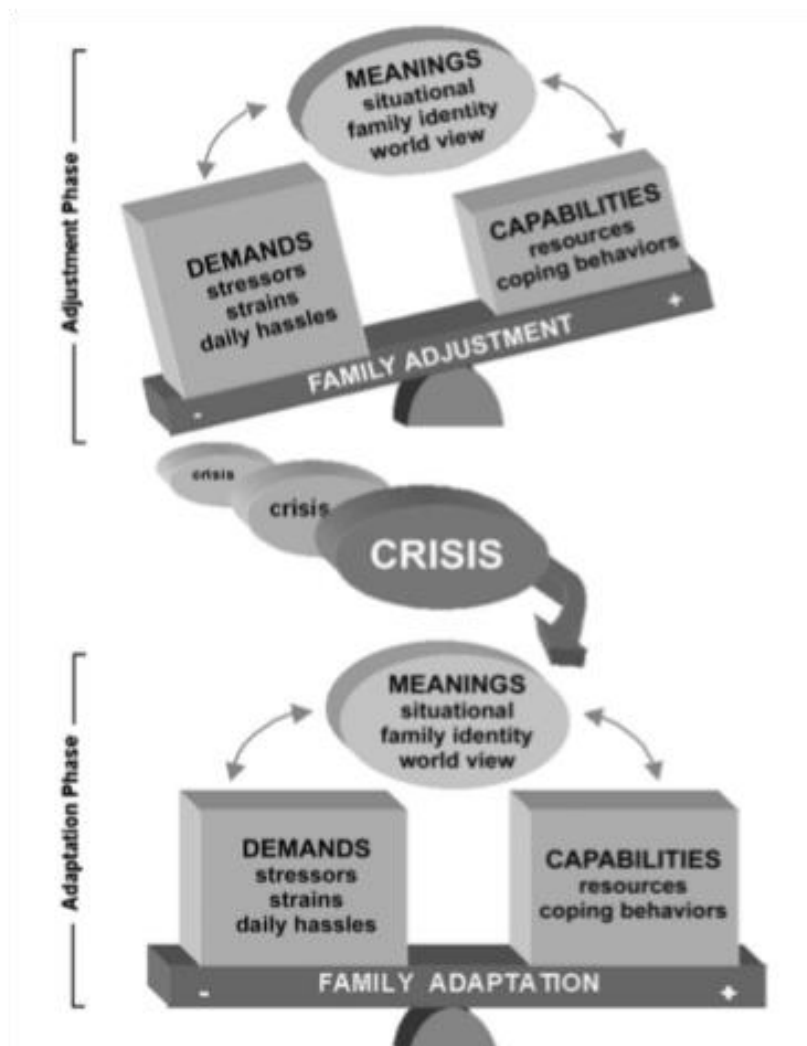 Adjustment Phase
MEANINGS
situational
family identity
world view
DEMANDS
stressors
strains
daily hassles
CAPABILITIES
resources
coping behaviors
- FAMILY ADJUSTMENT +
crisis
crisis
CRISIS
Adaptation Phase
MEANINGS
situational
family identity
world view
DEMANDS
stressors
strains
daily hassles
CAPABILITIES
resources
coping behaviors
- FAMILY ADAPTATION +